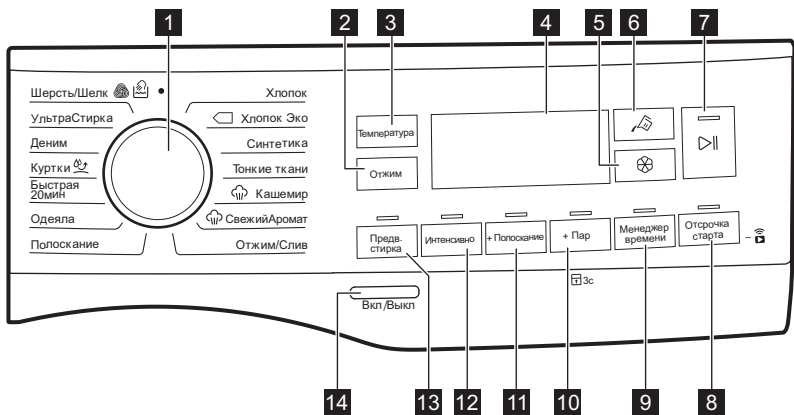 1
2
3
4
5
6
7
Шерсть/Шелк
УльтраСтирка
Деним
Куртки
Быстрая
20мин
Одеяла
Полоскание
Хлопок
Хлопок Эко
Синтетика
Тонкие ткани
Кашемир
СвежийАромат
Отжим/Слив
Температура
Отжим
Предв.
стирка
Интенсивно
+ Полоскание
+ Пар
Менеджер
времени
Отсрочка
старта
3с
Вкл/Выкл
14
13
12
11
10
9
8